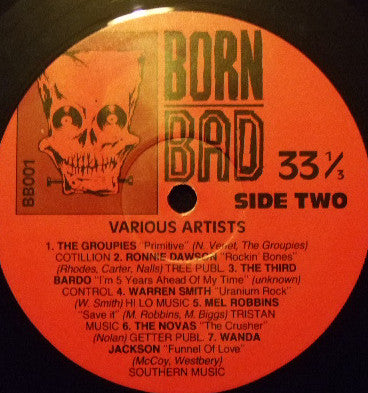 BORN
BAD
BB001
33 1/3
SIDE TWO
VARIOUS ARTISTS
1. THE GROUPIES "Primitive" (N. Verret, The Groupies)
COTILLION 2. RONNIE DAWSON "Rockin' Bones"
(Rhodes, Carter, Nalls) TREE PUBL. 3. THE THIRD
BARDO "I'm 5 Years Ahead Of My Time" (unknown)
CONTROL 4. WARREN SMITH "Uranium Rock"
(W. Smith) HI LO MUSIC 5. MEL ROBBINS
"Save it" (M. Robbins, M. Biggs) TRISTAN
MUSIC 6. THE NOVAS "The Crusher"
(Nolan) GETTER PUBL. 7. WANDA
JACKSON "Funnel Of Love"
(McCoy, Westbery)
SOUTHERN MUSIC